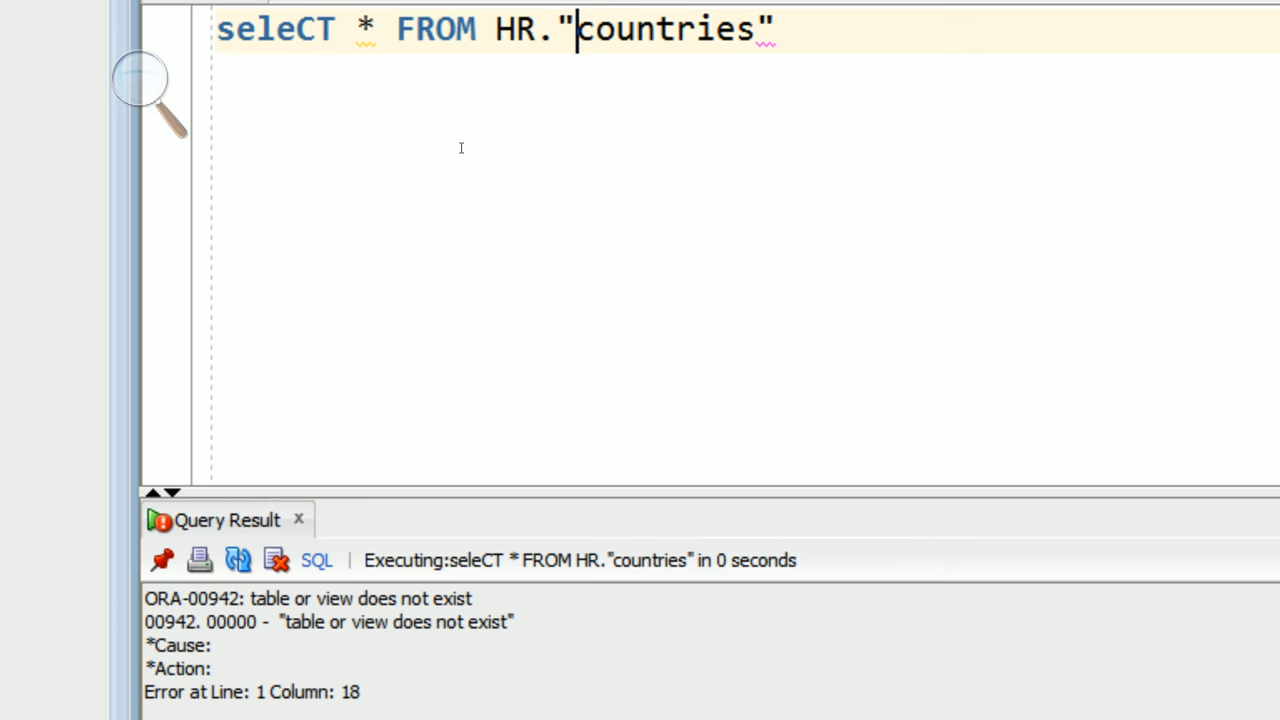 seleCT * FROM HR."countries"
Query Result x
SQL | Executing:seleCT * FROM HR."countries" in 0 seconds
ORA-00942: table or view does not exist
00942. 00000 -  "table or view does not exist"
*Cause:
*Action:
Error at Line: 1 Column: 18